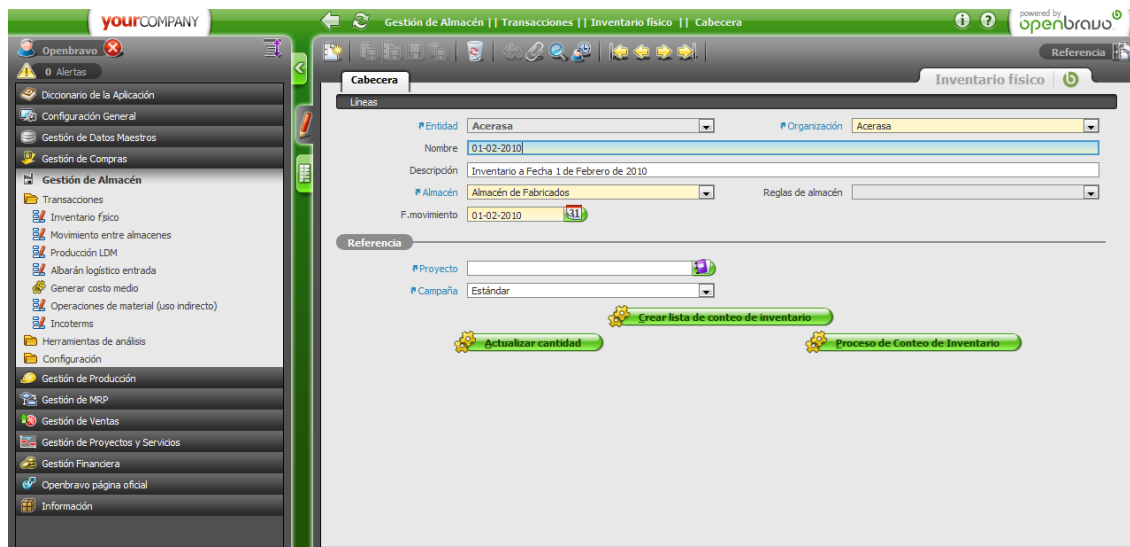 yourCOMPANY
Gestión de Almacén || Transacciones || Inventario físico || Cabecera
powered by
openbravo
Openbravo
Referencia
0 Alertas
Cabecera
Inventario físico
Líneas
Diccionario de la Aplicación
Configuración General
Gestión de Datos Maestros
Gestión de Compras
Gestión de Almacén
Transacciones
Inventario fsico
Movimiento entre almacenes
Producción LDM
Albarán logístico entrada
Generar costo medio
Operaciones de material (uso indirecto)
Incoterms
Herramientas de análisis
Configuración
Gestión de Producción
Gestión de MRP
Gestión de Ventas
Gestión de Proyectos y Servicios
Gestión Financiera
Openbravo página oficial
Información
Entidad Acerasa Organización Acerasa
Nombre 01-02-2010
Descripción Inventario a Fecha 1 de Febrero de 2010
Almacén Almacén de Fabricados Reglas de almacén
F.movimiento 01-02-2010 31
Referencia
Proyecto
Campaña Estándar
Crear lista de conteo de inventario
Actualizar cantidad Proceso de Conteo de Inventario